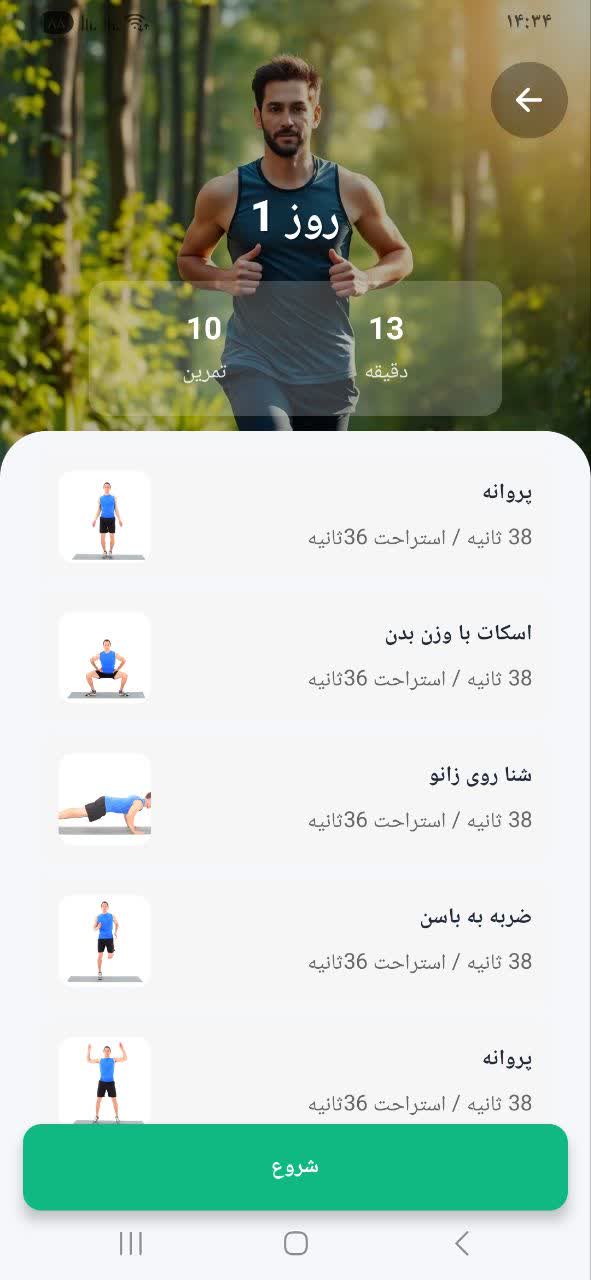 ۱۴:۳۴
روز 1
13
دقیقه
10
تمرین
پروانه
38 ثانیه / استراحت 36ثانیه
اسکات با وزن بدن
38 ثانیه / استراحت 36ثانیه
شنا روی زانو
38 ثانیه / استراحت 36ثانیه
ضربه به باسن
38 ثانیه / استراحت 36ثانیه
پروانه
38 ثانیه / استراحت 36ثانیه
شروع